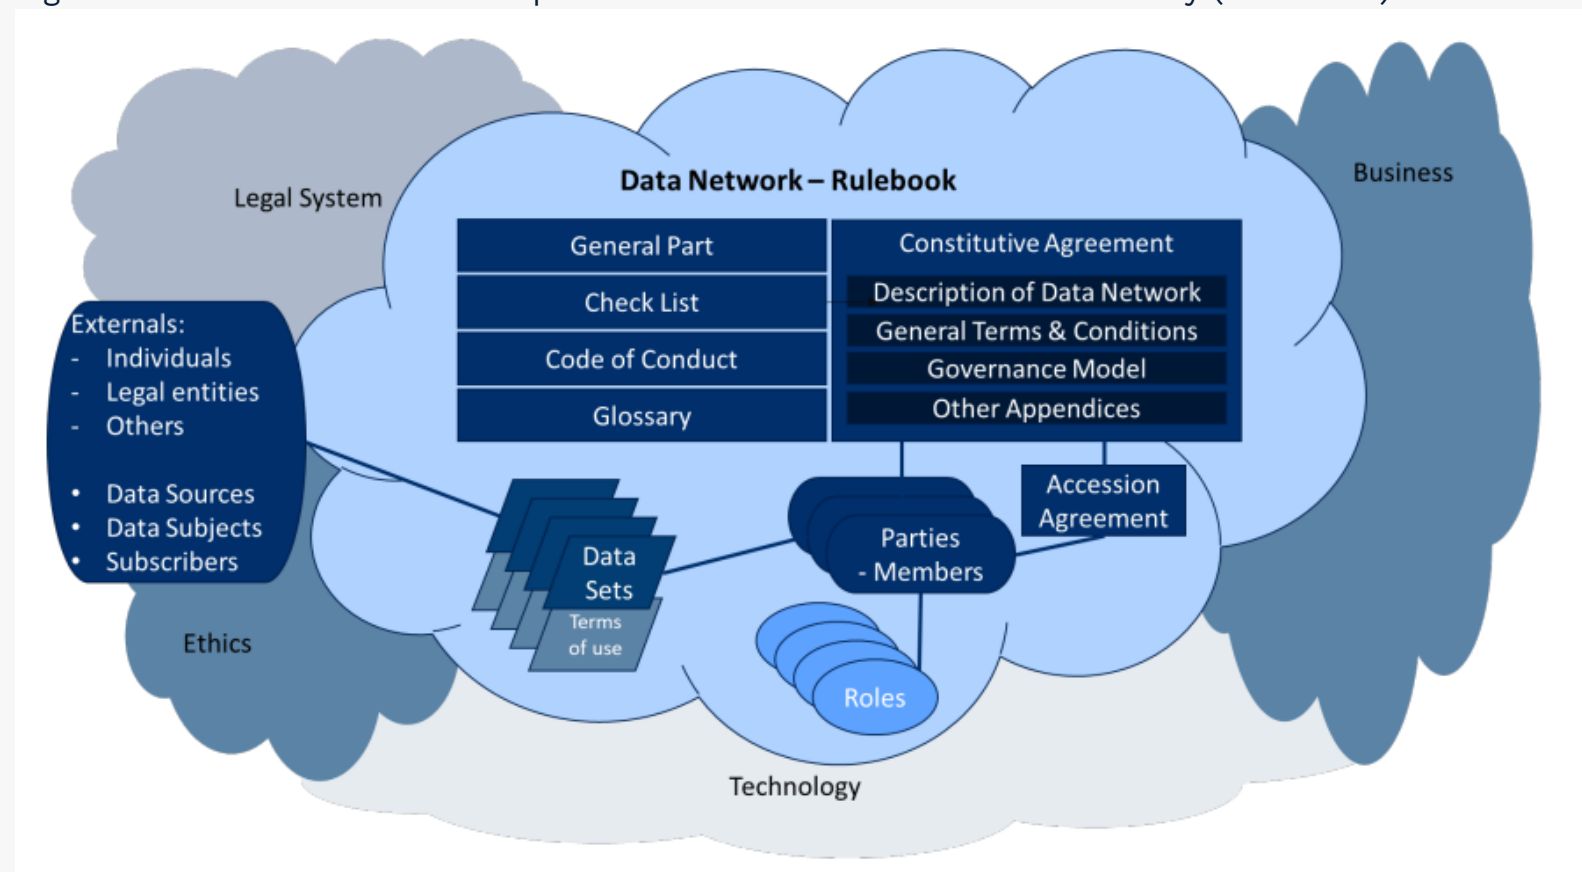 Legal System
Business
Data Network – Rulebook
General Part
Check List
Code of Conduct
Glossary
Constitutive Agreement
Description of Data Network
General Terms & Conditions
Governance Model
Other Appendices
Externals:
- Individuals
- Legal entities
- Others
• Data Sources
• Data Subjects
• Subscribers
Accession
Agreement
Parties
- Members
Data
Sets
Terms
of use
Roles
Ethics
Technology